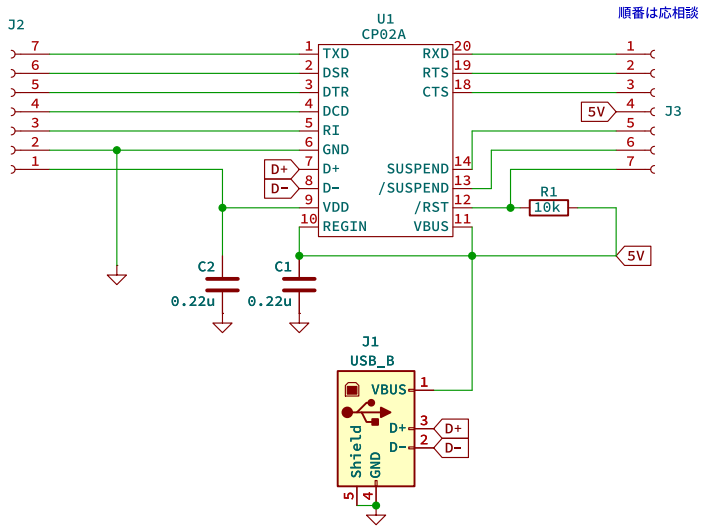 順番は応相談
J2
U1
CP02A
7 1 TXD RXD 20 1
6 2 DSR RTS 19 2
5 3 DTR CTS 18 3
4 4 DCD 5V 4 J3
3 5 RI 5
2 6 GND 6
1 D+ 7 D+ SUSPEND 14 7
D- 8 D- /SUSPEND 13
9 VDD /RST 12 R1 10k
10 REGIN VBUS 11
5V
C2 C1
0.22u 0.22u
J1
USB_B
VBUS 1
D+ 3 D+
D- 2 D-
Shield GND
5 4